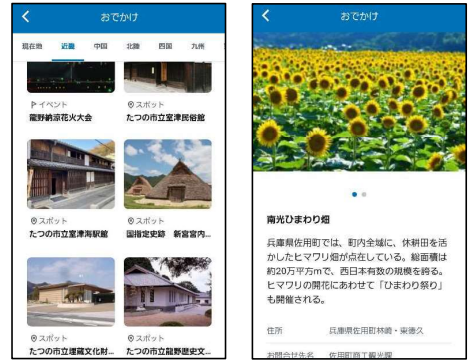 おでかけ
現在地 近畿 中国 北陸 四国 九州
イベント スポット
龍野納涼花火大会 たつの市立室津民俗館
スポット スポット
たつの市立室津海駅館 国指定史跡 新宮宮内...
スポット スポット
たつの市立埋蔵文化財... たつの市立龍野歴史文...
おでかけ
南光ひまわり畑
兵庫県佐用町では、町内全域に、休耕田を活
かしたヒマワリ畑が点在している。総面積は
約20万平方mで、西日本有数の規模を誇る。
ヒマワリの開花にあわせて「ひまわり祭り」
も開催される。
住所 兵庫県佐用町林崎・東徳久
お問合せ先名 佐用町商工観光課